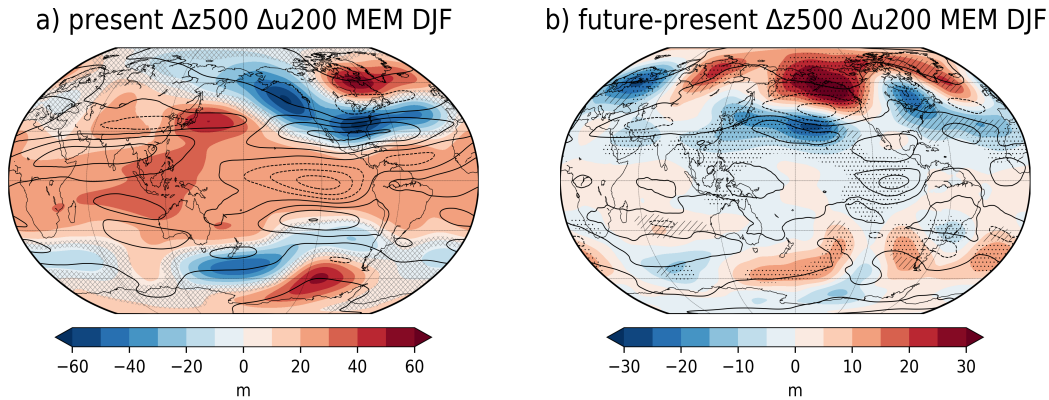 a) present Δz500 Δu200 MEM DJF
−60 −40 −20 0 20 40 60
m
b) future-present Δz500 Δu200 MEM DJF
−30 −20 −10 0 10 20 30
m